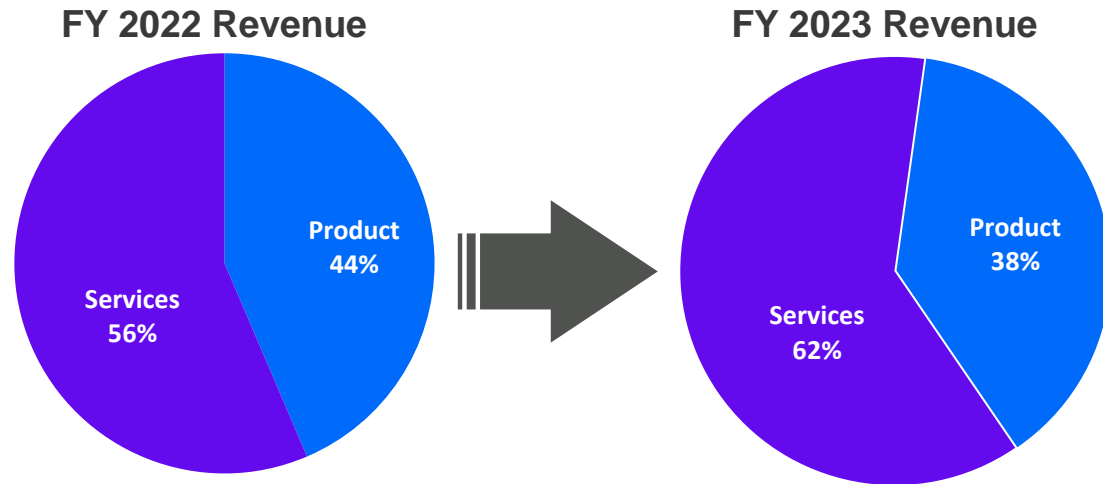 FY 2022 Revenue
Product
44%
Services
56%
FY 2023 Revenue
Product
38%
Services
62%